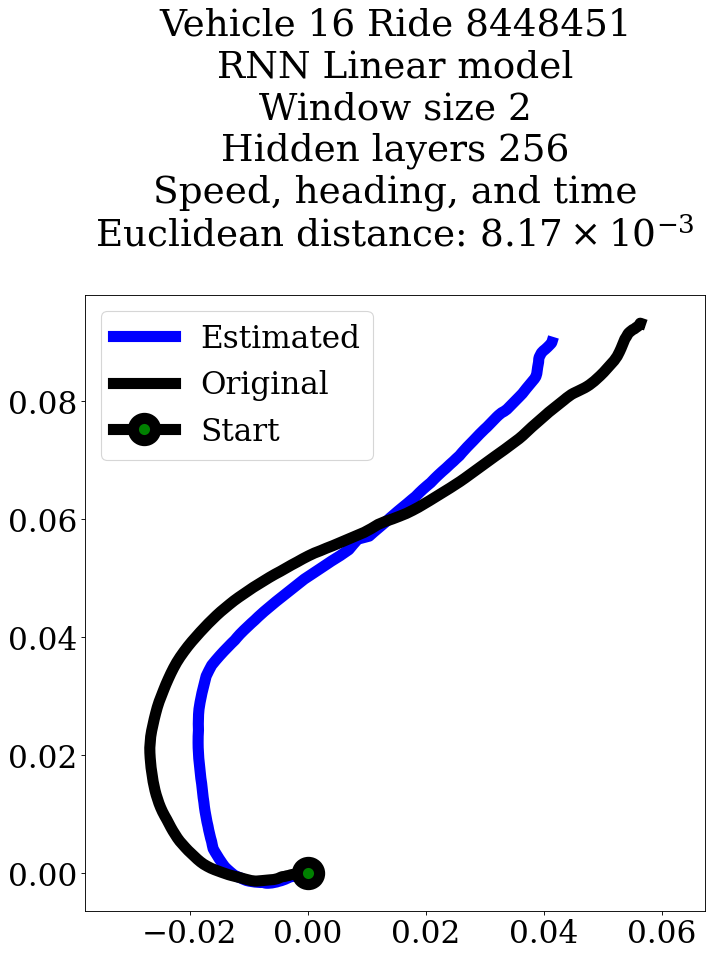 Vehicle 16 Ride 8448451
RNN Linear model
Window size 2
Hidden layers 256
Speed, heading, and time
Euclidean distance: 8.17 × 10⁻³
Estimated
Original
Start
0.08
0.06
0.04
0.02
0.00
−0.02 0.00 0.02 0.04 0.06